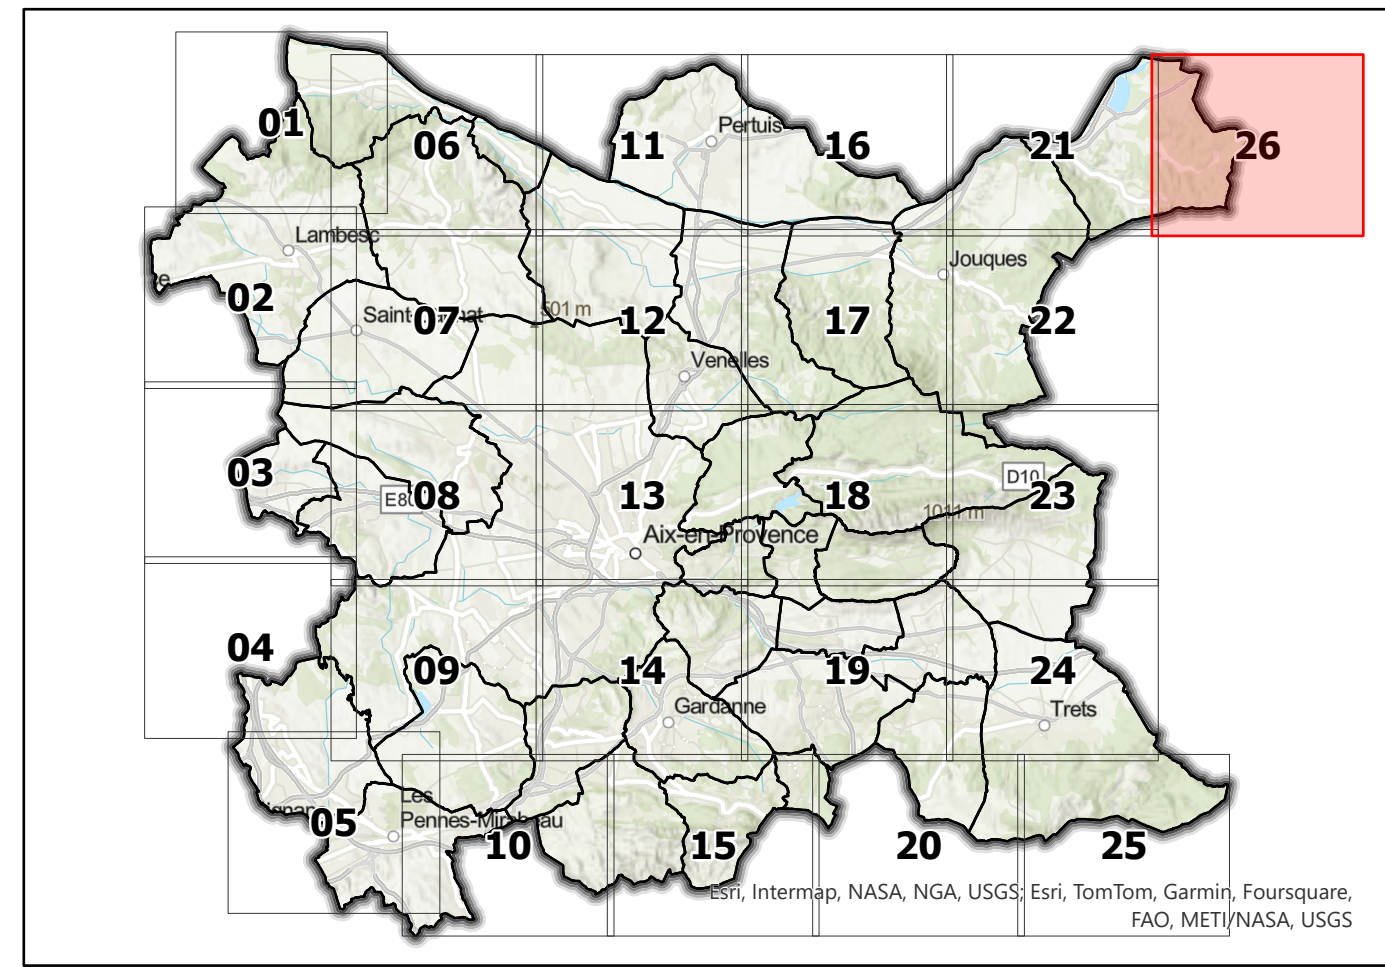 01
06
11
Pertuis
16
21
26
Lambesc
Jouques
02
Saint-
07
501 m
12
17
22
Venelles
03
E80
08
13
18
D10
23
1011 m
Aix-en-Provence
04
09
14
19
24
Gardanne
Trets
05
Les
Pennes-Mirabeau
10
15
20
25
Esri, Intermap, NASA, NGA, USGS; Esri, TomTom, Garmin, Foursquare,
FAO, METI/NASA, USGS